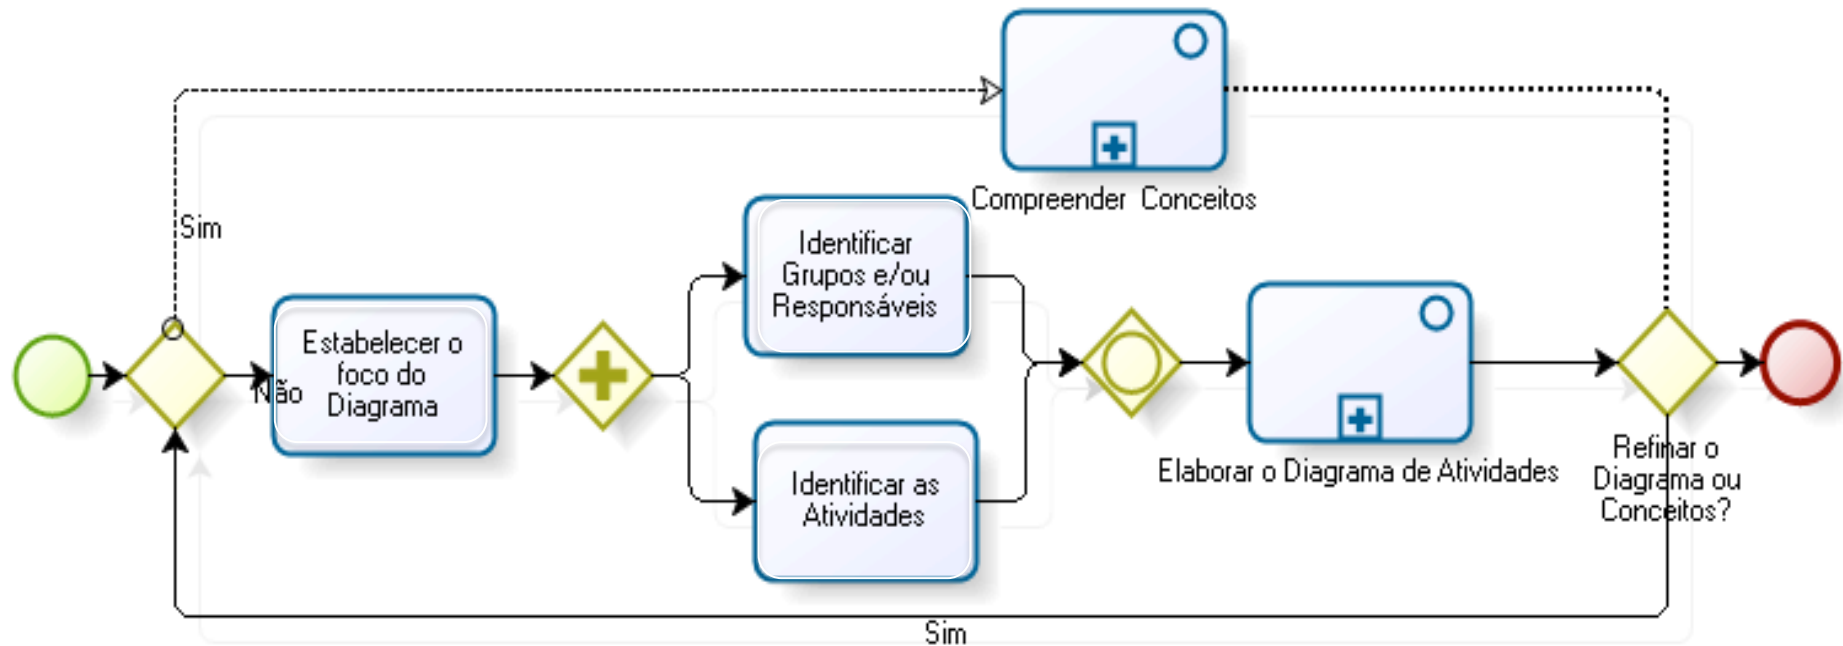 Compreender Conceitos
Sim
Identificar
Grupos e/ou
Responsáveis
Estabelecer o
foco do
Diagrama
Não
Identificar as
Atividades
Elaborar o Diagrama de Atividades
Refinar o
Diagrama ou
Conceitos?
Sim